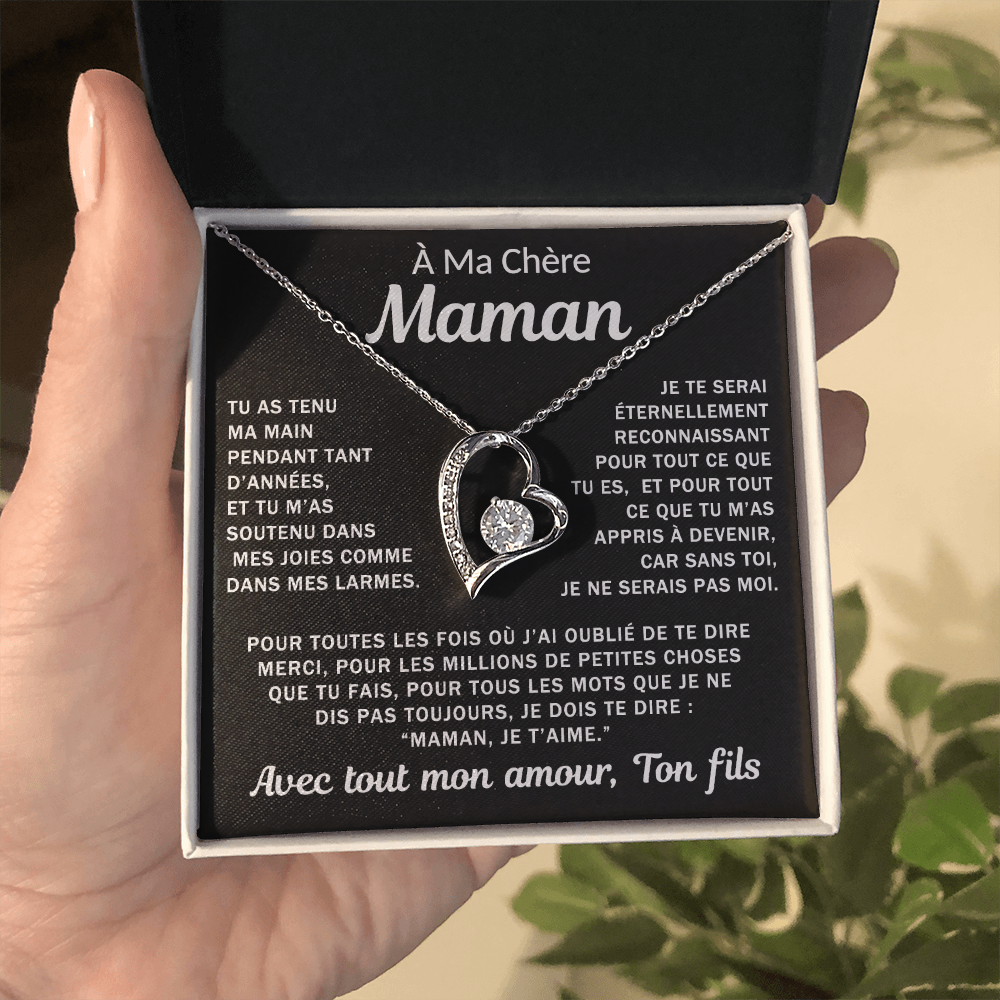 À Ma Chère
Maman
TU AS TENU
MA MAIN
PENDANT TANT
D'ANNÉES,
ET TU M'AS
SOUTENU DANS
MES JOIES COMME
DANS MES LARMES.
JE TE SERAI
ÉTERNELLEMENT
RECONNAISSANT
POUR TOUT CE QUE
TU ES, ET POUR TOUT
CE QUE TU M'AS
APPRIS À DEVENIR,
CAR SANS TOI,
JE NE SERAIS PAS MOI.
POUR TOUTES LES FOIS OÙ J'AI OUBLIÉ DE TE DIRE
MERCI, POUR LES MILLIONS DE PETITES CHOSES
QUE TU FAIS, POUR TOUS LES MOTS QUE JE NE
DIS PAS TOUJOURS, JE DOIS TE DIRE :
“MAMAN, JE T'AIME.”
Avec tout mon amour, Ton fils